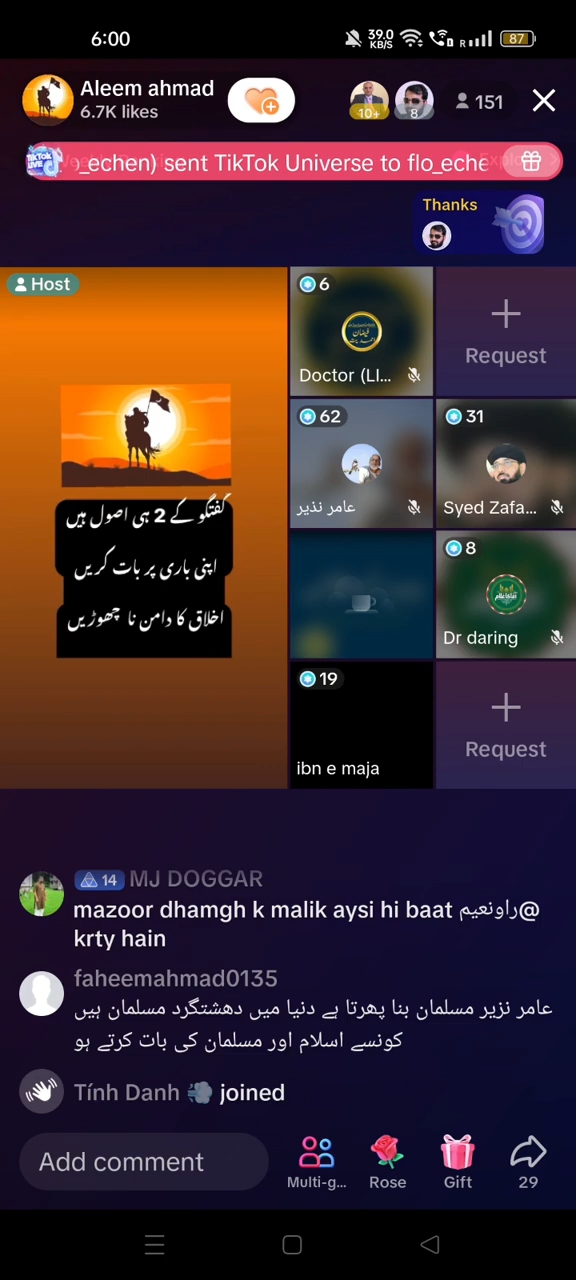 6:00
39.0
KB/S
R
87
Aleem ahmad
6.7K likes
10+
8
151
_echen) sent TikTok Universe to flo_eche
Thanks
Host
گفتگو کے 2 ہی اصول ہیں
اپنی باری پر بات کریں
اخلاق کا دامن نا چھوڑیں
6
Doctor (LI...
Request
62
عامر نذیر
31
Syed Zafa...
8
Dr daring
19
ibn e maja
Request
14 MJ DOGGAR
mazoor dhamgh k malik aysi hi baat راونعیم@
krty hain
faheemahmad0135
عامر نزیر مسلمان بنا پھرتا ہے دنیا میں دھشتگرد مسلمان ہیں
کونسے اسلام اور مسلمان کی بات کرتے ہو
Tính Danh joined
Add comment
Multi-g...
Rose
Gift
29